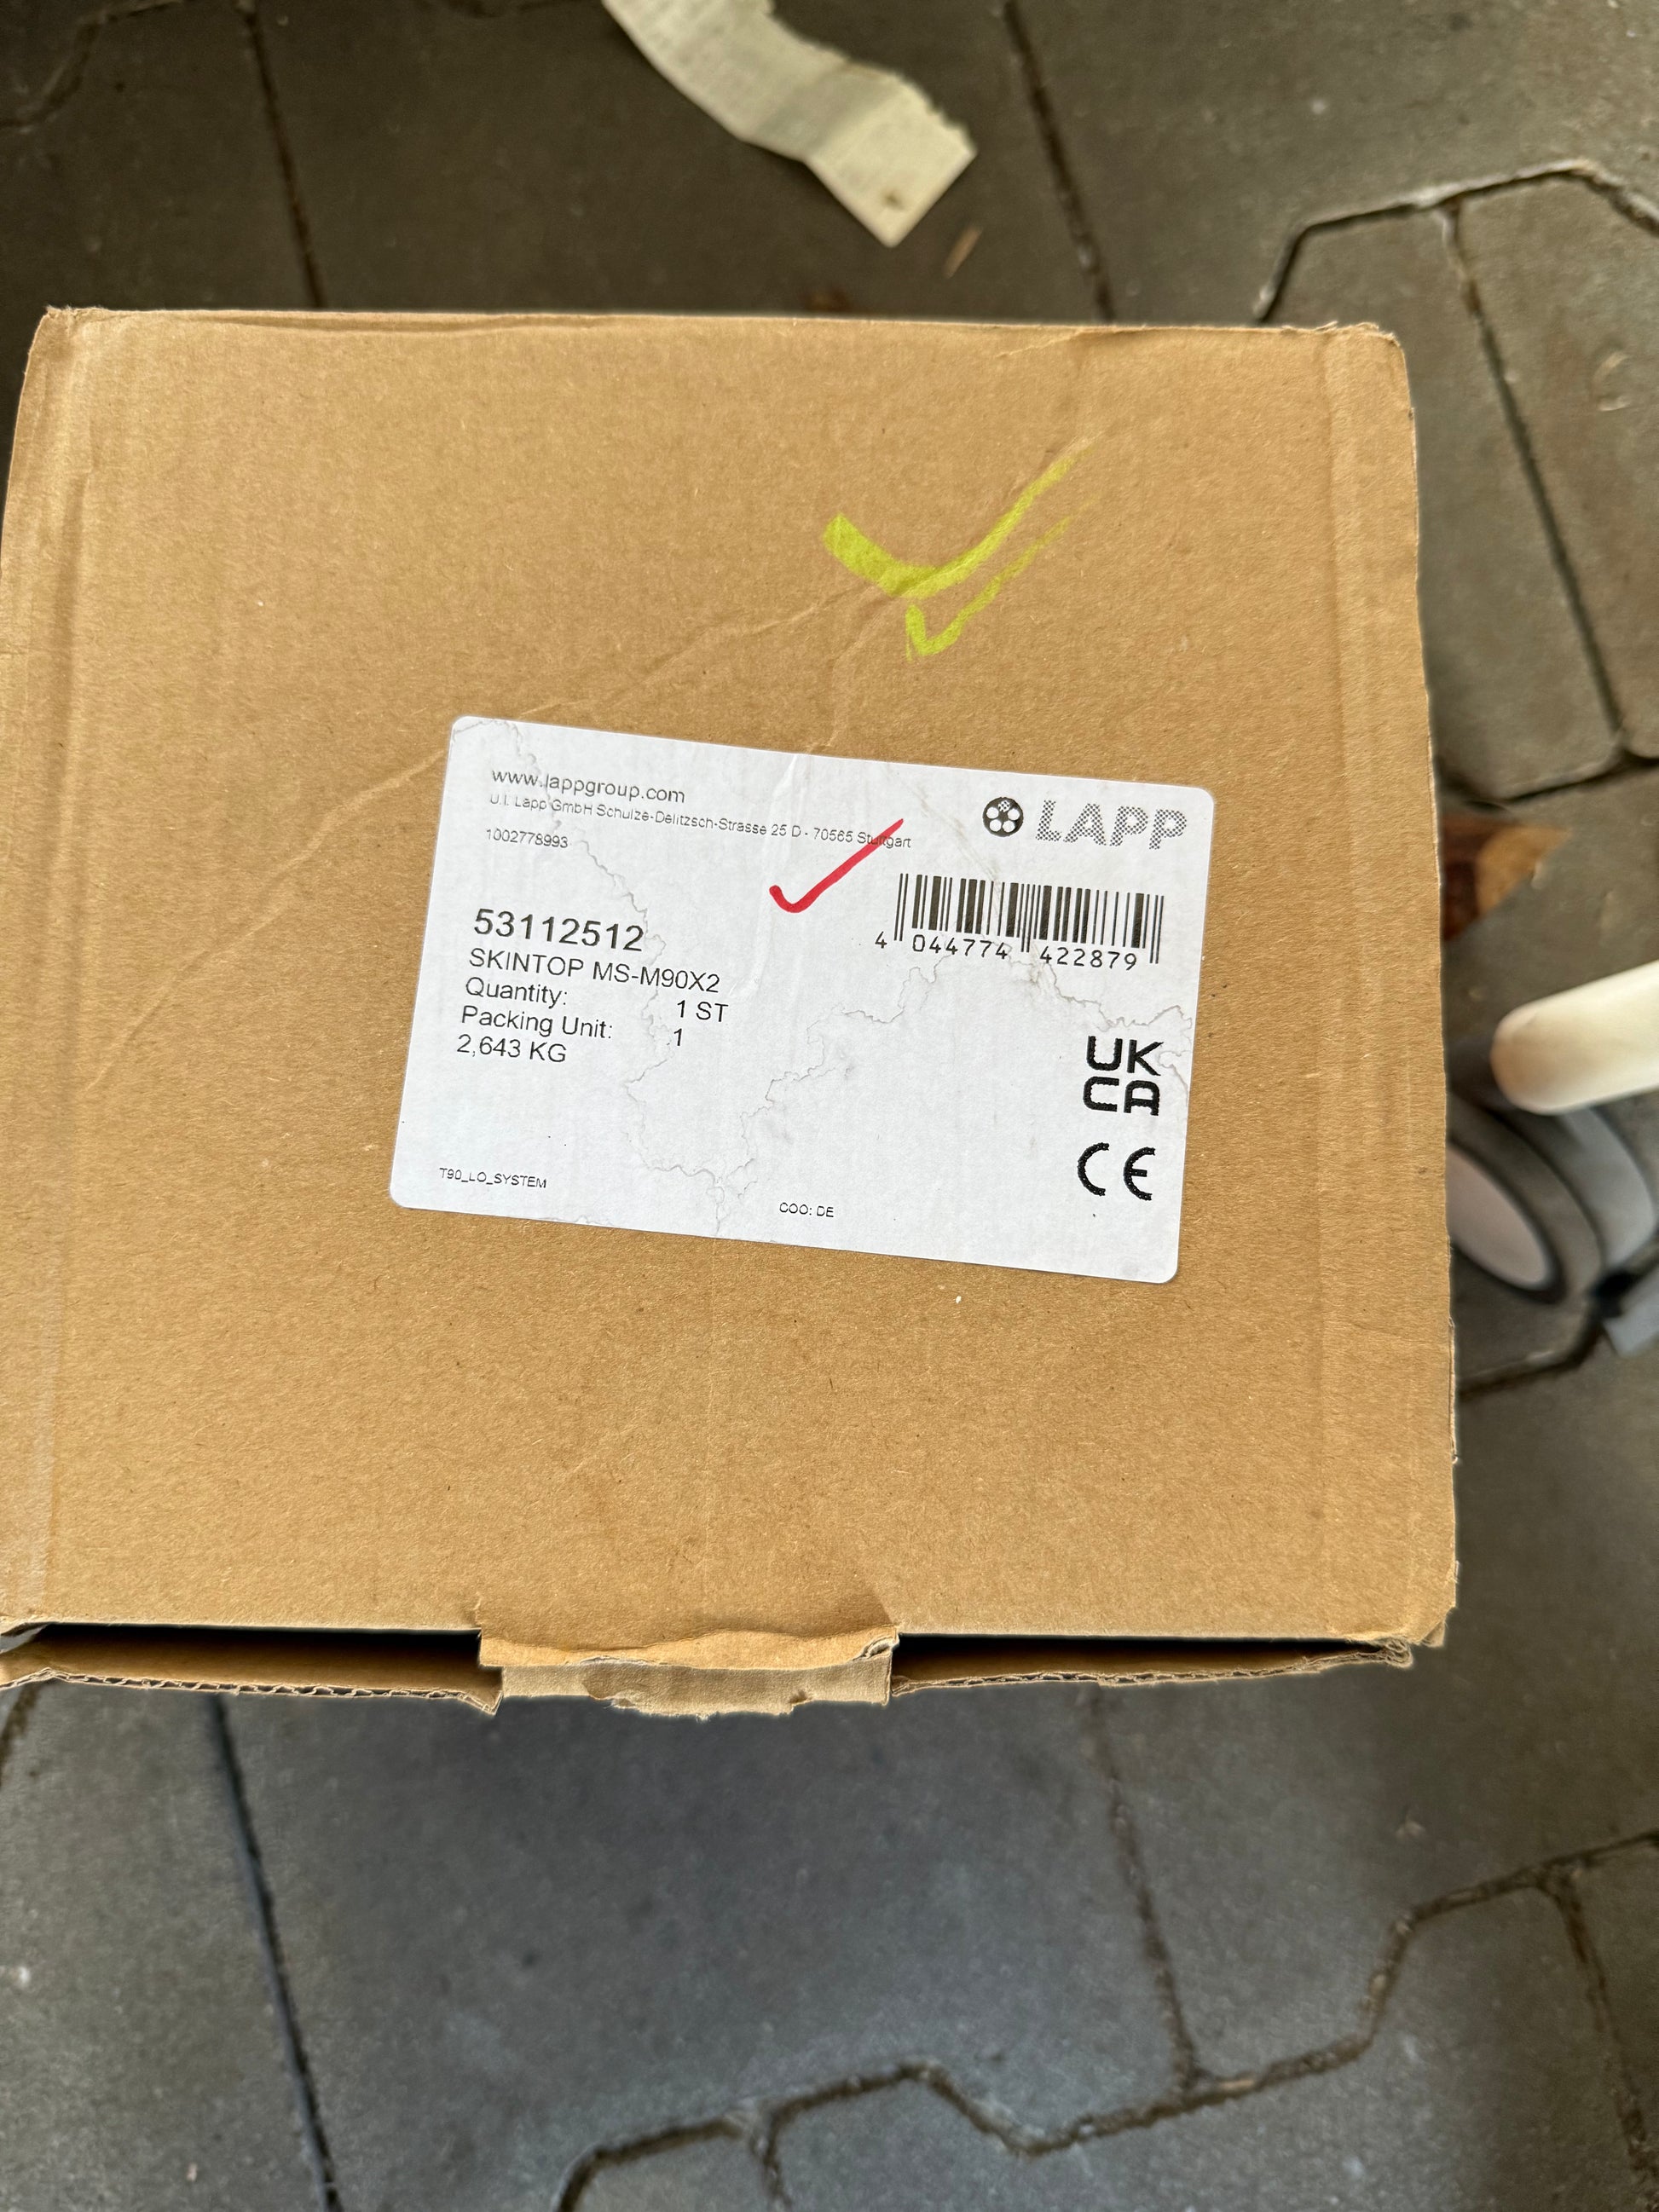 www.lappgroup.com
U.I. Lapp GmbH Schulze-Delitzsch-Strasse 25 D - 70565 Stuttgart
1002778993
LAPP
4 044774 422879
53112512
SKINTOP MS-M90X2
Quantity: 1 ST
Packing Unit: 1
2,643 KG
UK
CA
CE
T90_LO_SYSTEM
COO: DE